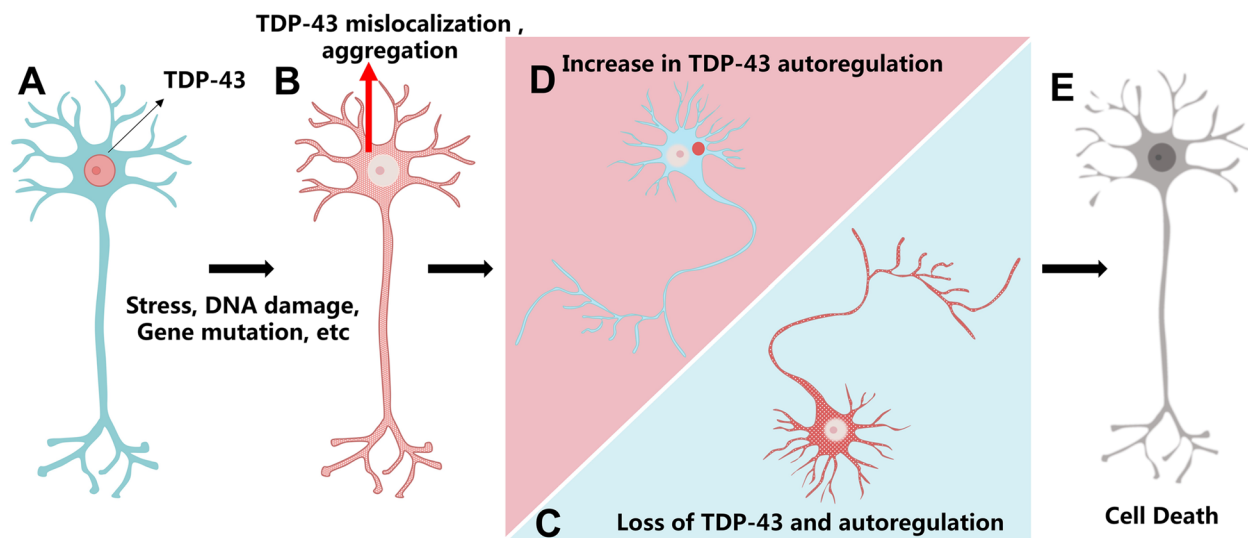 A
TDP-43
Stress, DNA damage,
Gene mutation, etc
B
TDP-43 mislocalization ,
aggregation
D
Increase in TDP-43 autoregulation
C
Loss of TDP-43 and autoregulation
E
Cell Death